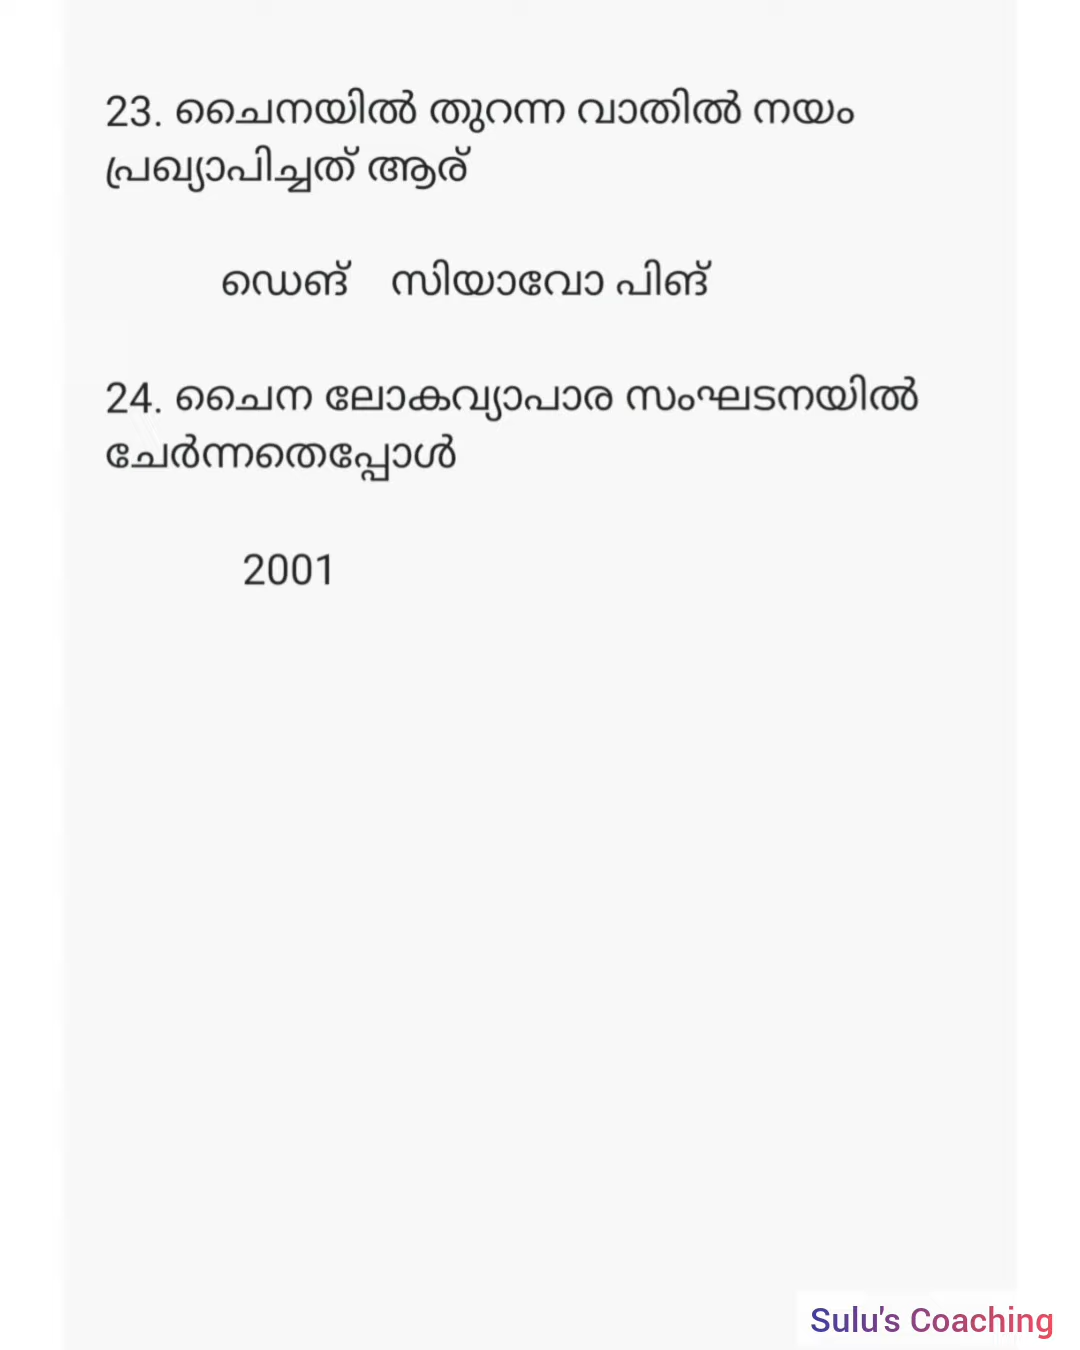 23. ചൈനയിൽ തുറന്ന വാതിൽ നയം
പ്രഖ്യാപിച്ചത് ആര്
ഡെങ് സിയാവോ പിങ്
24. ചൈന ലോകവ്യാപാര സംഘടനയിൽ
ചേർന്നതെപ്പോൾ
2001
Sulu's Coaching